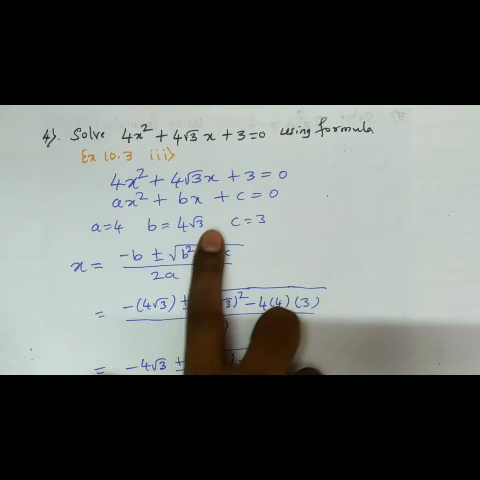 4). Solve 4x² + 4√3 x + 3 = 0 using formula
Ex 10.3 iii)
4x² + 4√3x + 3 = 0
ax² + bx + c = 0
a = 4 b = 4√3 c = 3
x = -b ± √b² c
2a
= -(4√3) ± 3)² - 4(4)(3)
)
= -4√3 ±